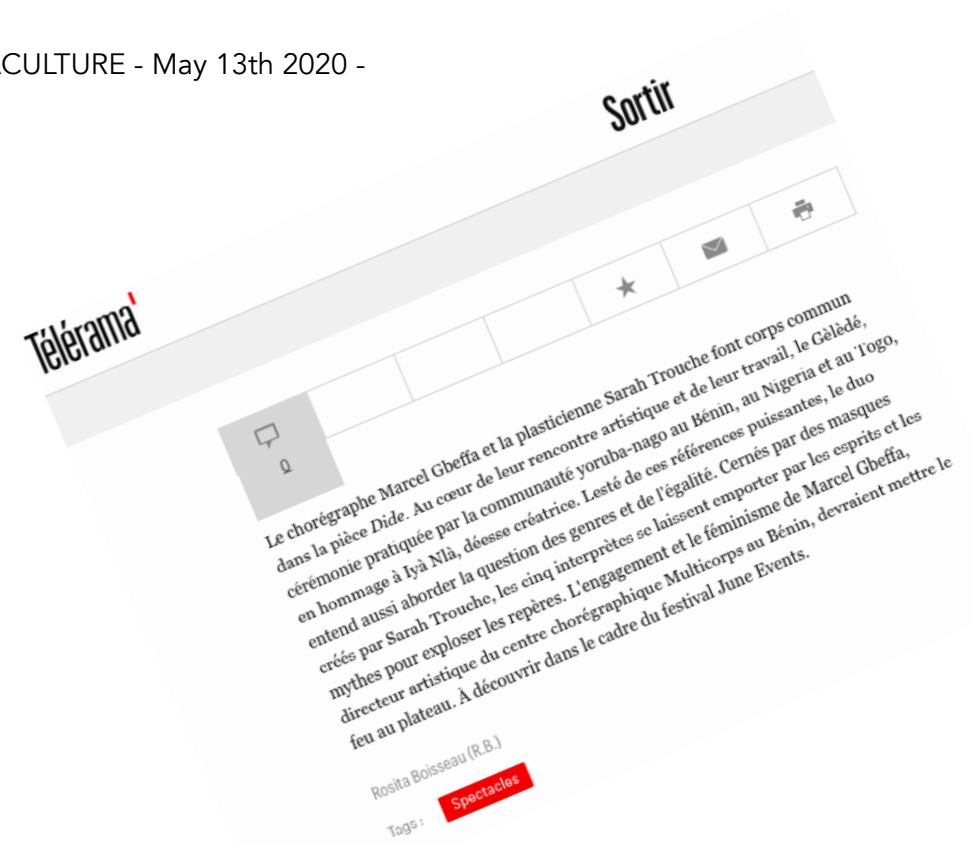 CULTURE - May 13th 2020 -
Sortir
Télérama'
0
Le chorégraphe Marcel Gbeffa et la plasticienne Sarah Trouche font corps commun
dans la pièce Dide. Au cœur de leur rencontre artistique et de leur travail, le Gèlèdé,
cérémonie pratiquée par la communauté yoruba-nago au Bénin, au Nigeria et au Togo,
en hommage à Iyà Nlà, déesse créatrice. Lesté de ces références puissantes, le duo
entend aussi aborder la question des genres et de l'égalité. Cernés par des masques
créés par Sarah Trouche, les cinq interprètes se laissent emporter par les esprits et les
mythes pour exploser les repères. L'engagement et le féminisme de Marcel Gbeffa,
directeur artistique du centre chorégraphique Multicorps au Bénin, devraient mettre le
feu au plateau. À découvrir dans le cadre du festival June Events.
Rosita Boisseau (R.B.)
Tags : Spectacles